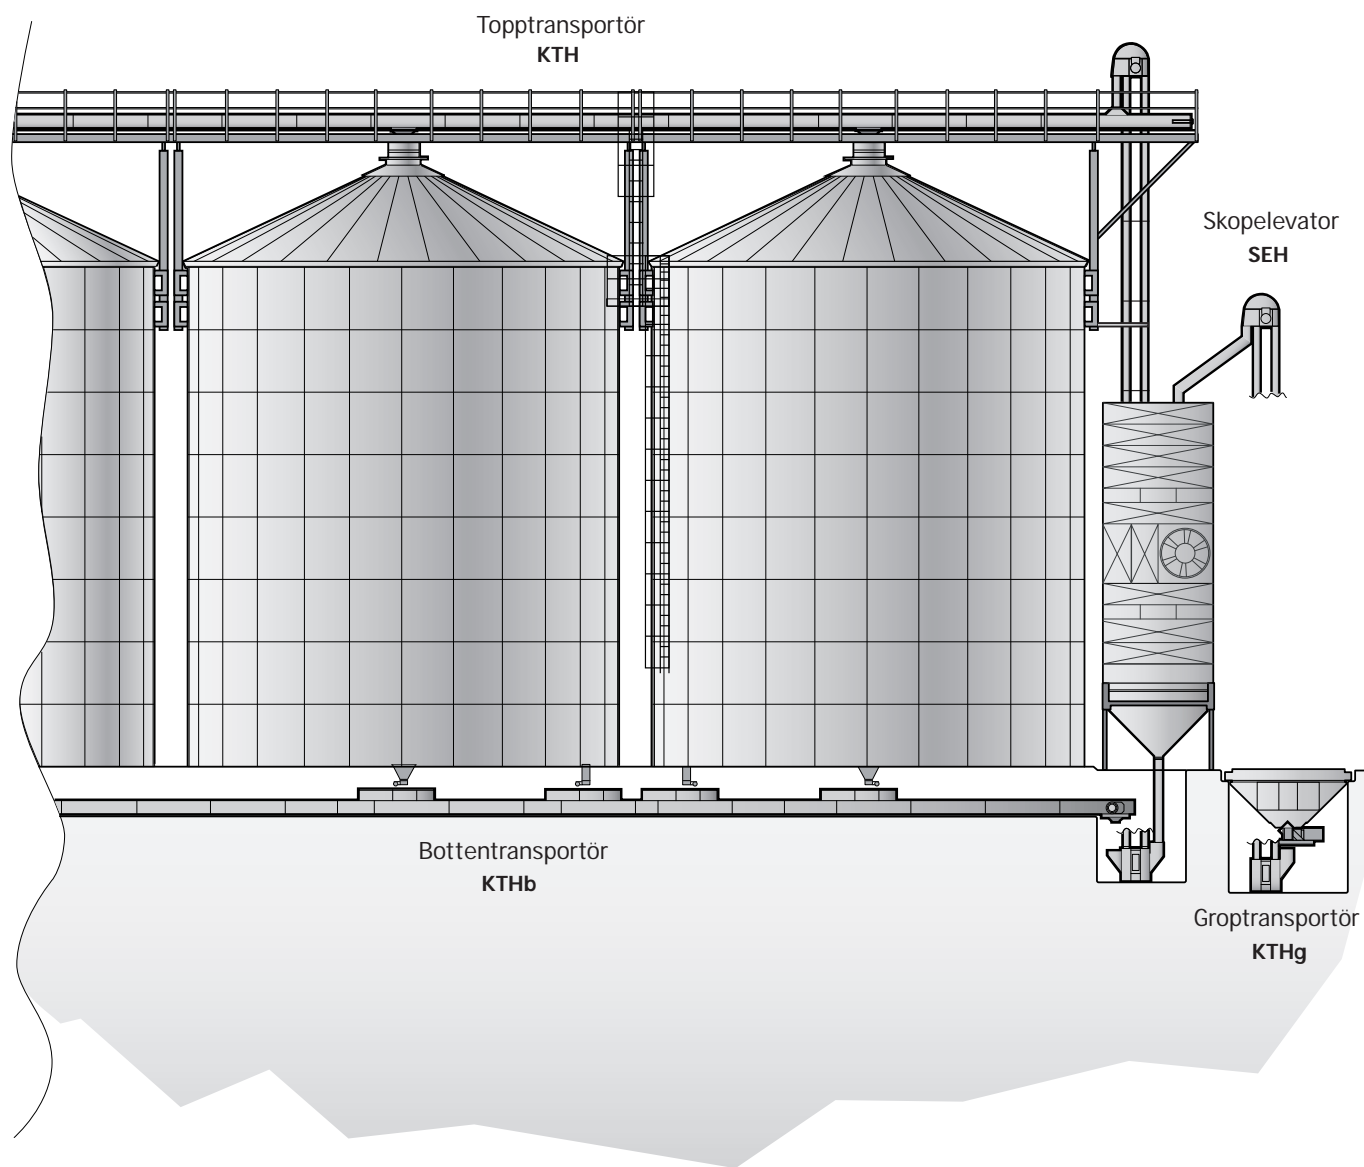 Topptransportör
KTH
Skopelevator
SEH
Bottentransportör
KTHb
Groptransportör
KTHg